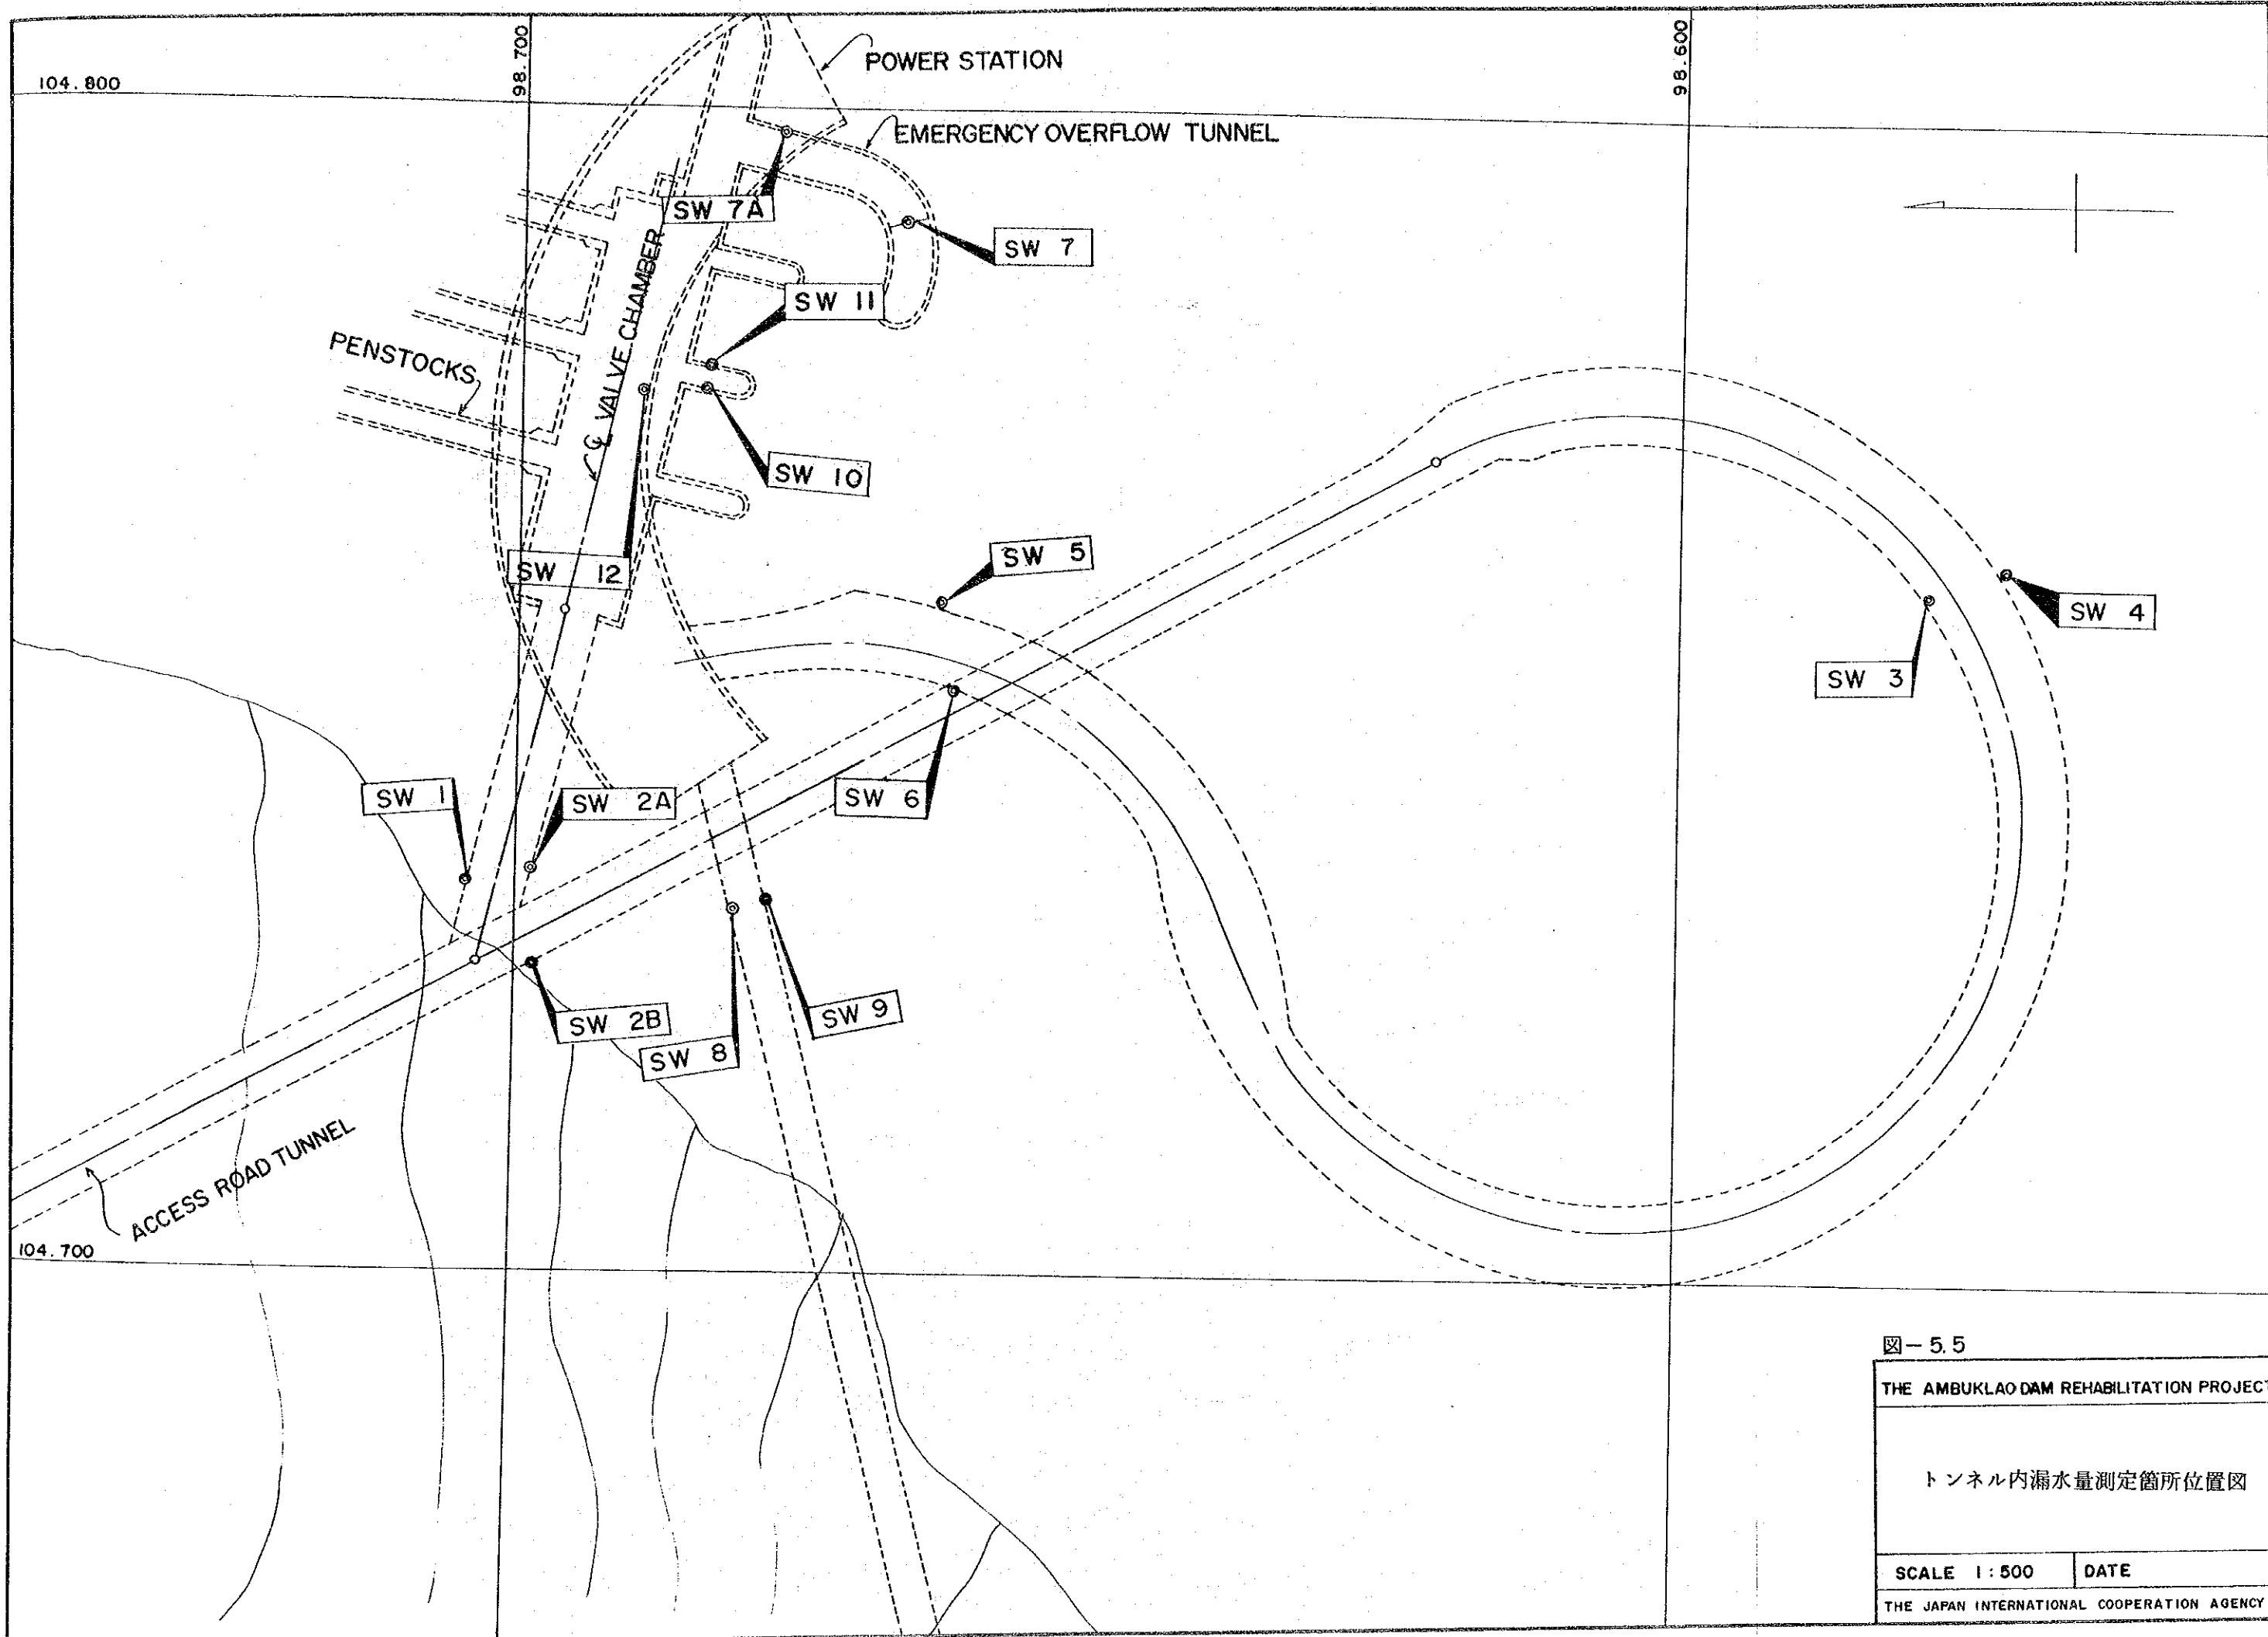 98.700
98.600
104.800
POWER STATION
EMERGENCY OVERFLOW TUNNEL
SW 7A
SW 7
SW 11
℄ VALVE CHAMBER
PENSTOCKS
SW 10
SW 12
SW 5
SW 4
SW 3
SW 1
SW 2A
SW 6
SW 2B
SW 9
SW 8
ACCESS ROAD TUNNEL
104.700
図-5.5
THE AMBUKLAO DAM REHABILITATION PROJECT
トンネル内漏水量測定箇所位置図
SCALE 1:500
DATE
THE JAPAN INTERNATIONAL COOPERATION AGENCY